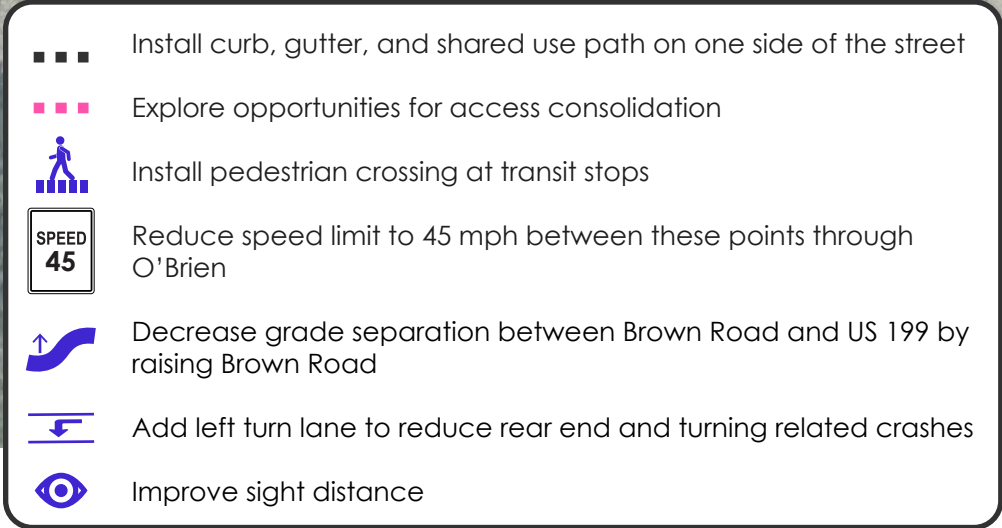 Install curb, gutter, and shared use path on one side of the street
Explore opportunities for access consolidation
Install pedestrian crossing at transit stops
SPEED
45
Reduce speed limit to 45 mph between these points through
O’Brien
Decrease grade separation between Brown Road and US 199 by
raising Brown Road
Add left turn lane to reduce rear end and turning related crashes
Improve sight distance